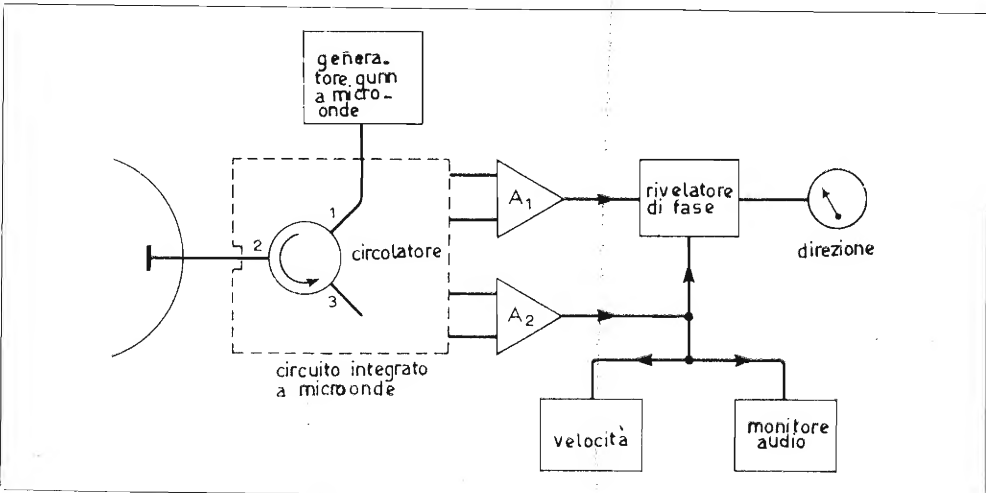 genera-
tore gunn
a micro-
onde
1
2
3
circolatore
circuito integrato
a microonde
A1
A2
rivelatore
di fase
direzione
velocità
monitore
audio